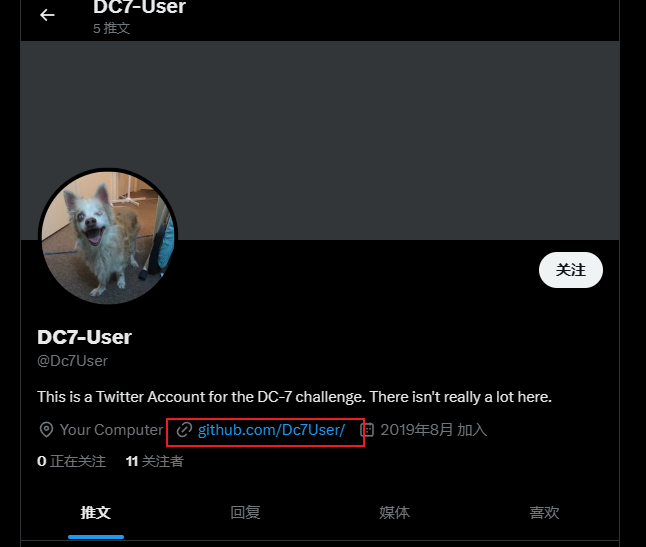 DC7-User
5 推文
关注
DC7-User
@Dc7User
This is a Twitter Account for the DC-7 challenge. There isn't really a lot here.
Your Computer github.com/Dc7User/ 2019年8月 加入
0 正在关注 11 关注者
推文 回复 媒体 喜欢